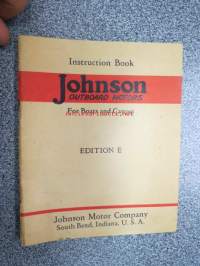 Instruction Book
Johnson
OUTBOARD MOTORS
For Boats and Canoes
EDITION E
Johnson Motor Company
South Bend, Indiana, U. S. A.